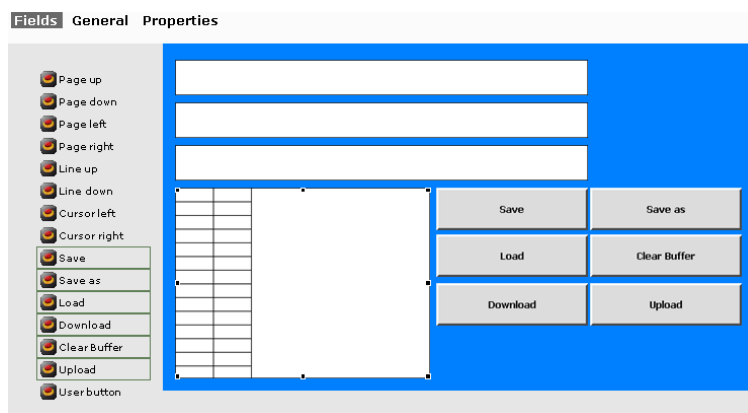 Fields General Properties
Page up
Page down
Page left
Page right
Line up
Line down
Cursor left
Cursor right
Save
Save as
Load
Download
Clear Buffer
Upload
User button
Save Save as
Load Clear Buffer
Download Upload